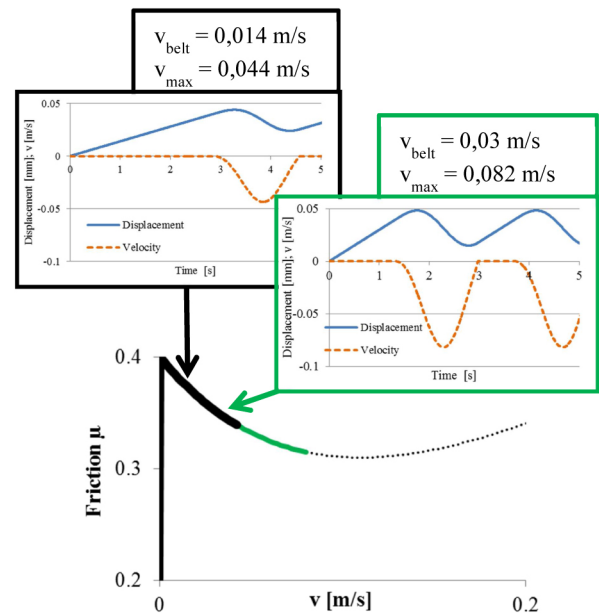 v_belt = 0,014 m/s
v_max = 0,044 m/s
Displacement [mm]; v [m/s]
0.05
0
-0.05
-0.1
0 1 2 3 4 5
Displacement
Velocity
Time [s]
v_belt = 0,03 m/s
v_max = 0,082 m/s
Displacement [mm]; v [m/s]
0.05
0
-0.05
-0.1
0 1 2 3 4 5
Displacement
Velocity
Time [s]
Friction μ
0.4
0.3
0.2
0 v [m/s] 0.2